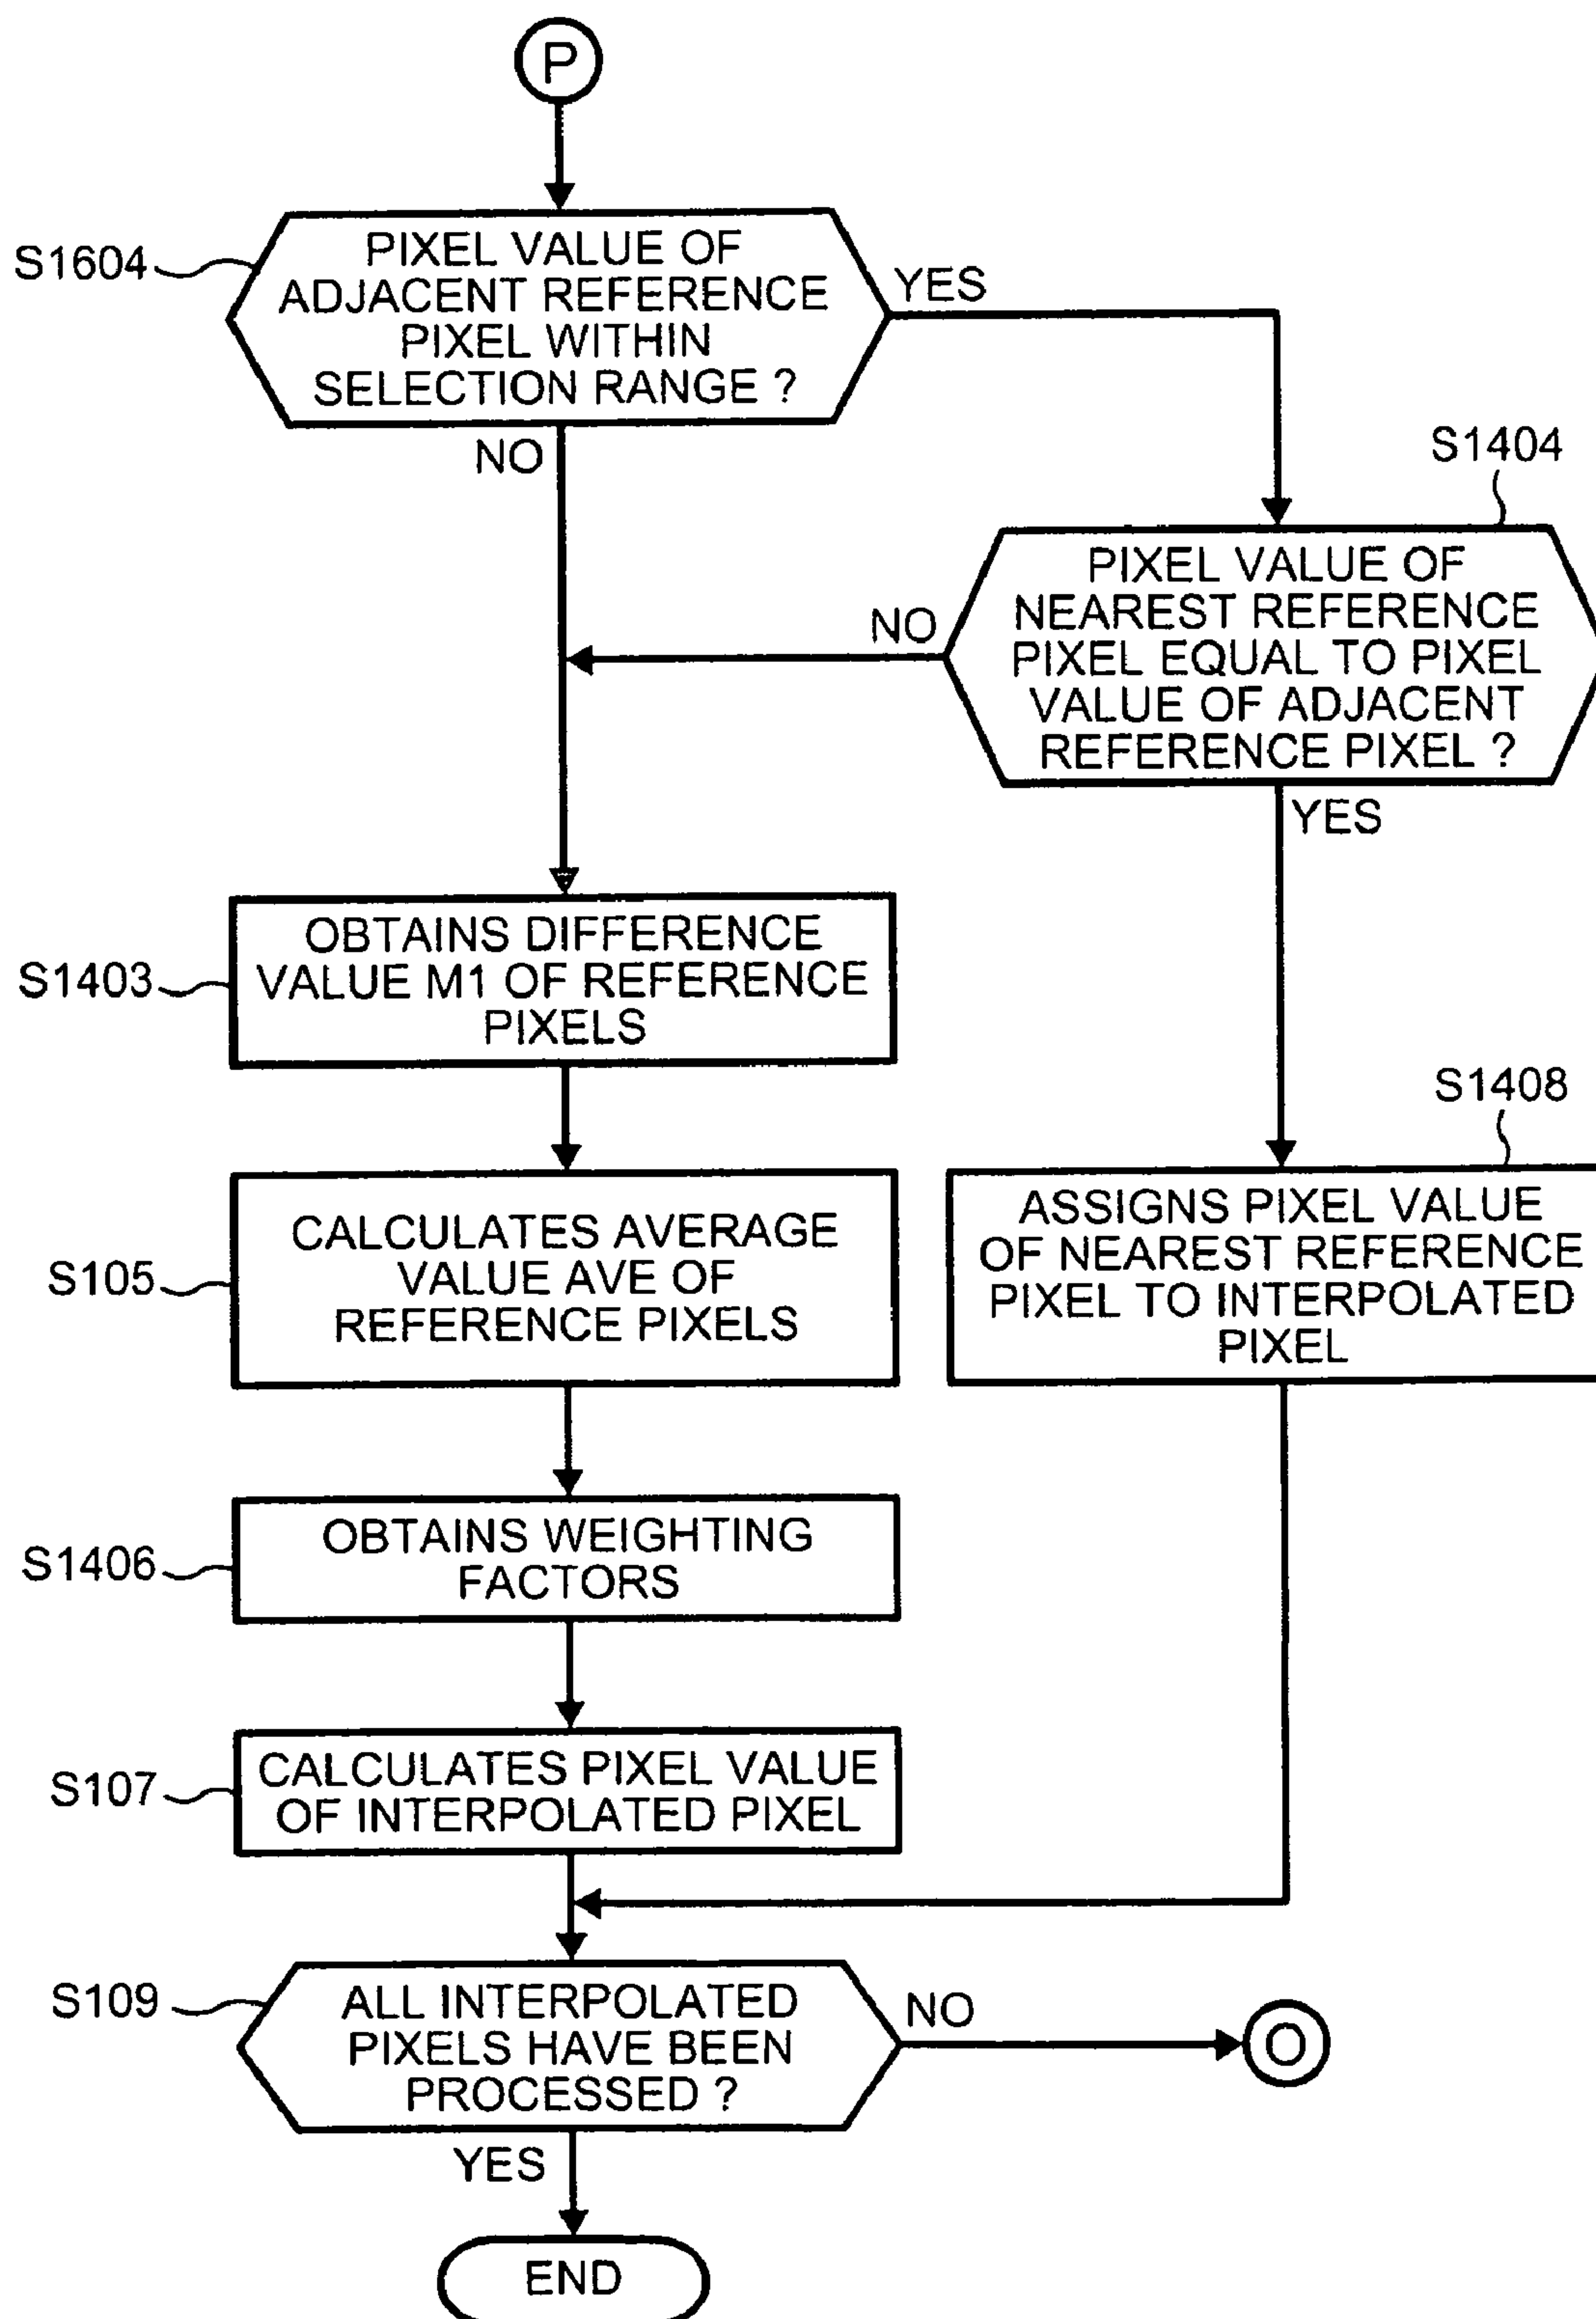 P
S1604
PIXEL VALUE OF
ADJACENT REFERENCE
PIXEL WITHIN
SELECTION RANGE ?
YES
NO
S1404
PIXEL VALUE OF
NEAREST REFERENCE
PIXEL EQUAL TO PIXEL
VALUE OF ADJACENT
REFERENCE PIXEL ?
NO
YES
S1403
OBTAINS DIFFERENCE
VALUE M1 OF REFERENCE
PIXELS
S1408
ASSIGNS PIXEL VALUE
OF NEAREST REFERENCE
PIXEL TO INTERPOLATED
PIXEL
S105
CALCULATES AVERAGE
VALUE AVE OF
REFERENCE PIXELS
S1406
OBTAINS WEIGHTING
FACTORS
S107
CALCULATES PIXEL VALUE
OF INTERPOLATED PIXEL
S109
ALL INTERPOLATED
PIXELS HAVE BEEN
PROCESSED ?
NO
O
YES
END